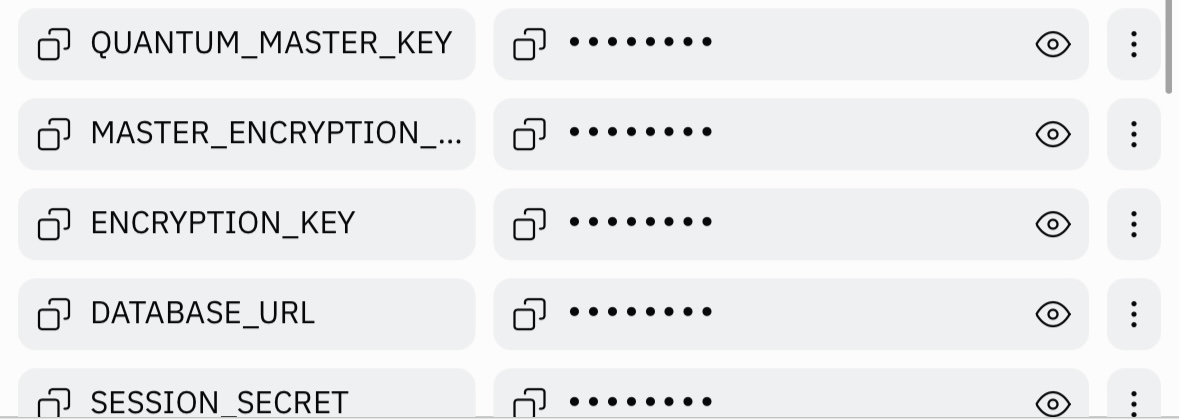 QUANTUM_MASTER_KEY ••••••••
MASTER_ENCRYPTION_... ••••••••
ENCRYPTION_KEY ••••••••
DATABASE_URL ••••••••
SESSION_SECRET ••••••••